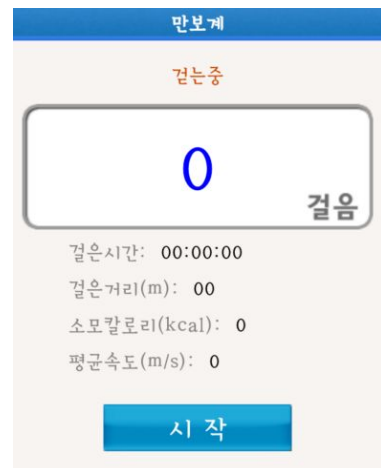 만보계
걷는중
0
걸음
걸은시간: 00:00:00
걸은거리(m): 00
소모칼로리(kcal): 0
평균속도(m/s): 0
시 작